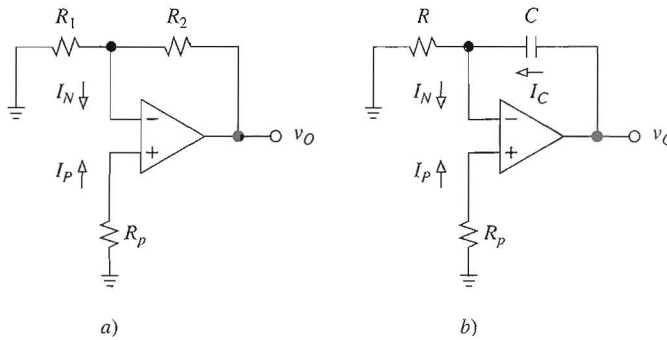 R1 R2 R C
IN IN IC
vO vO
IP IP
Rp Rp
a) b)